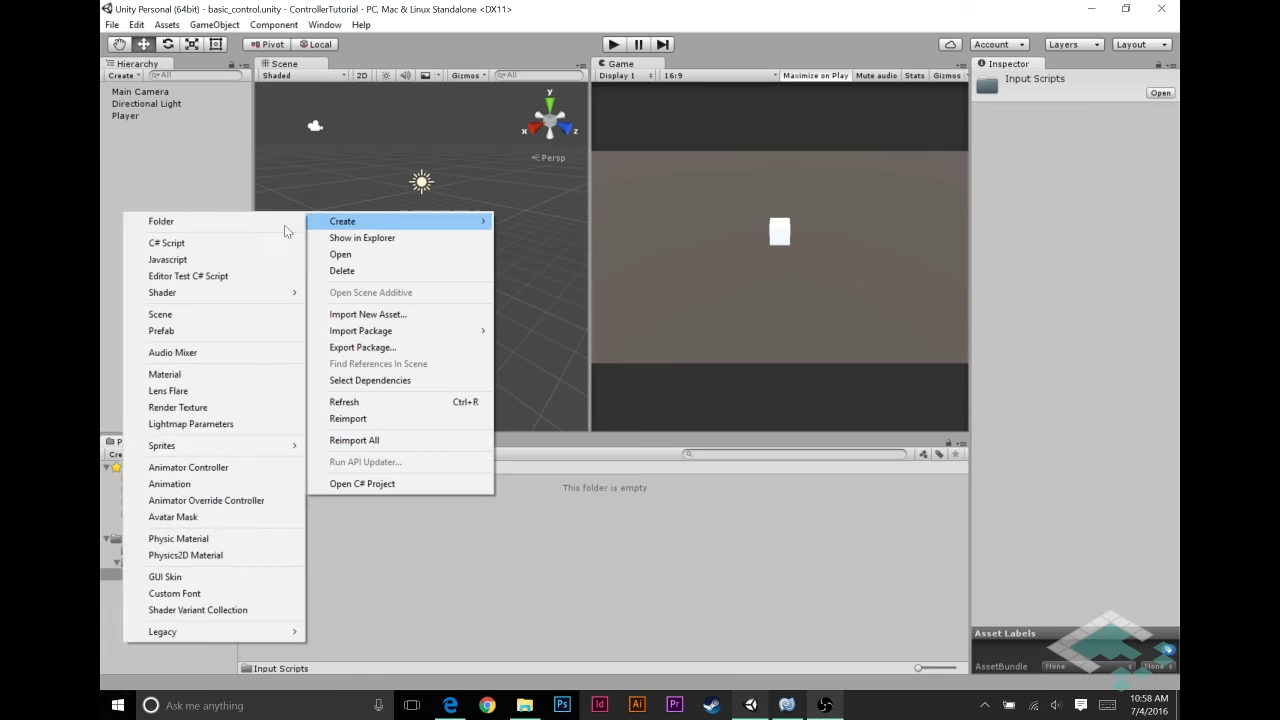 Unity Personal (64bit) - basic_control.unity - ControllerTutorial - PC, Mac & Linux Standalone <DX11>
File Edit Assets GameObject Component Window Help
Pivot Local Account Layers Layout
Hierarchy Scene Game Inspector
Create All Shaded 2D Gizmos All Display 1 16:9 Maximize on Play Mute audio Stats Gizmos
Input Scripts
Open
Main Camera
Directional Light
Player
y
x z
Persp
Folder
C# Script
Javascript
Editor Test C# Script
Shader
Scene
Prefab
Audio Mixer
Material
Lens Flare
Render Texture
Lightmap Parameters
Sprites
Animator Controller
Animation
Animator Override Controller
Avatar Mask
Physic Material
Physics2D Material
GUI Skin
Custom Font
Shader Variant Collection
Legacy
Create
Show in Explorer
Open
Delete
Open Scene Additive
Import New Asset...
Import Package
Export Package...
Find References In Scene
Select Dependencies
Refresh Ctrl+R
Reimport
Reimport All
Run API Updater...
Open C# Project
This folder is empty
Input Scripts
Asset Labels
AssetBundle None None
Ask me anything
10:58 AM
7/4/2016